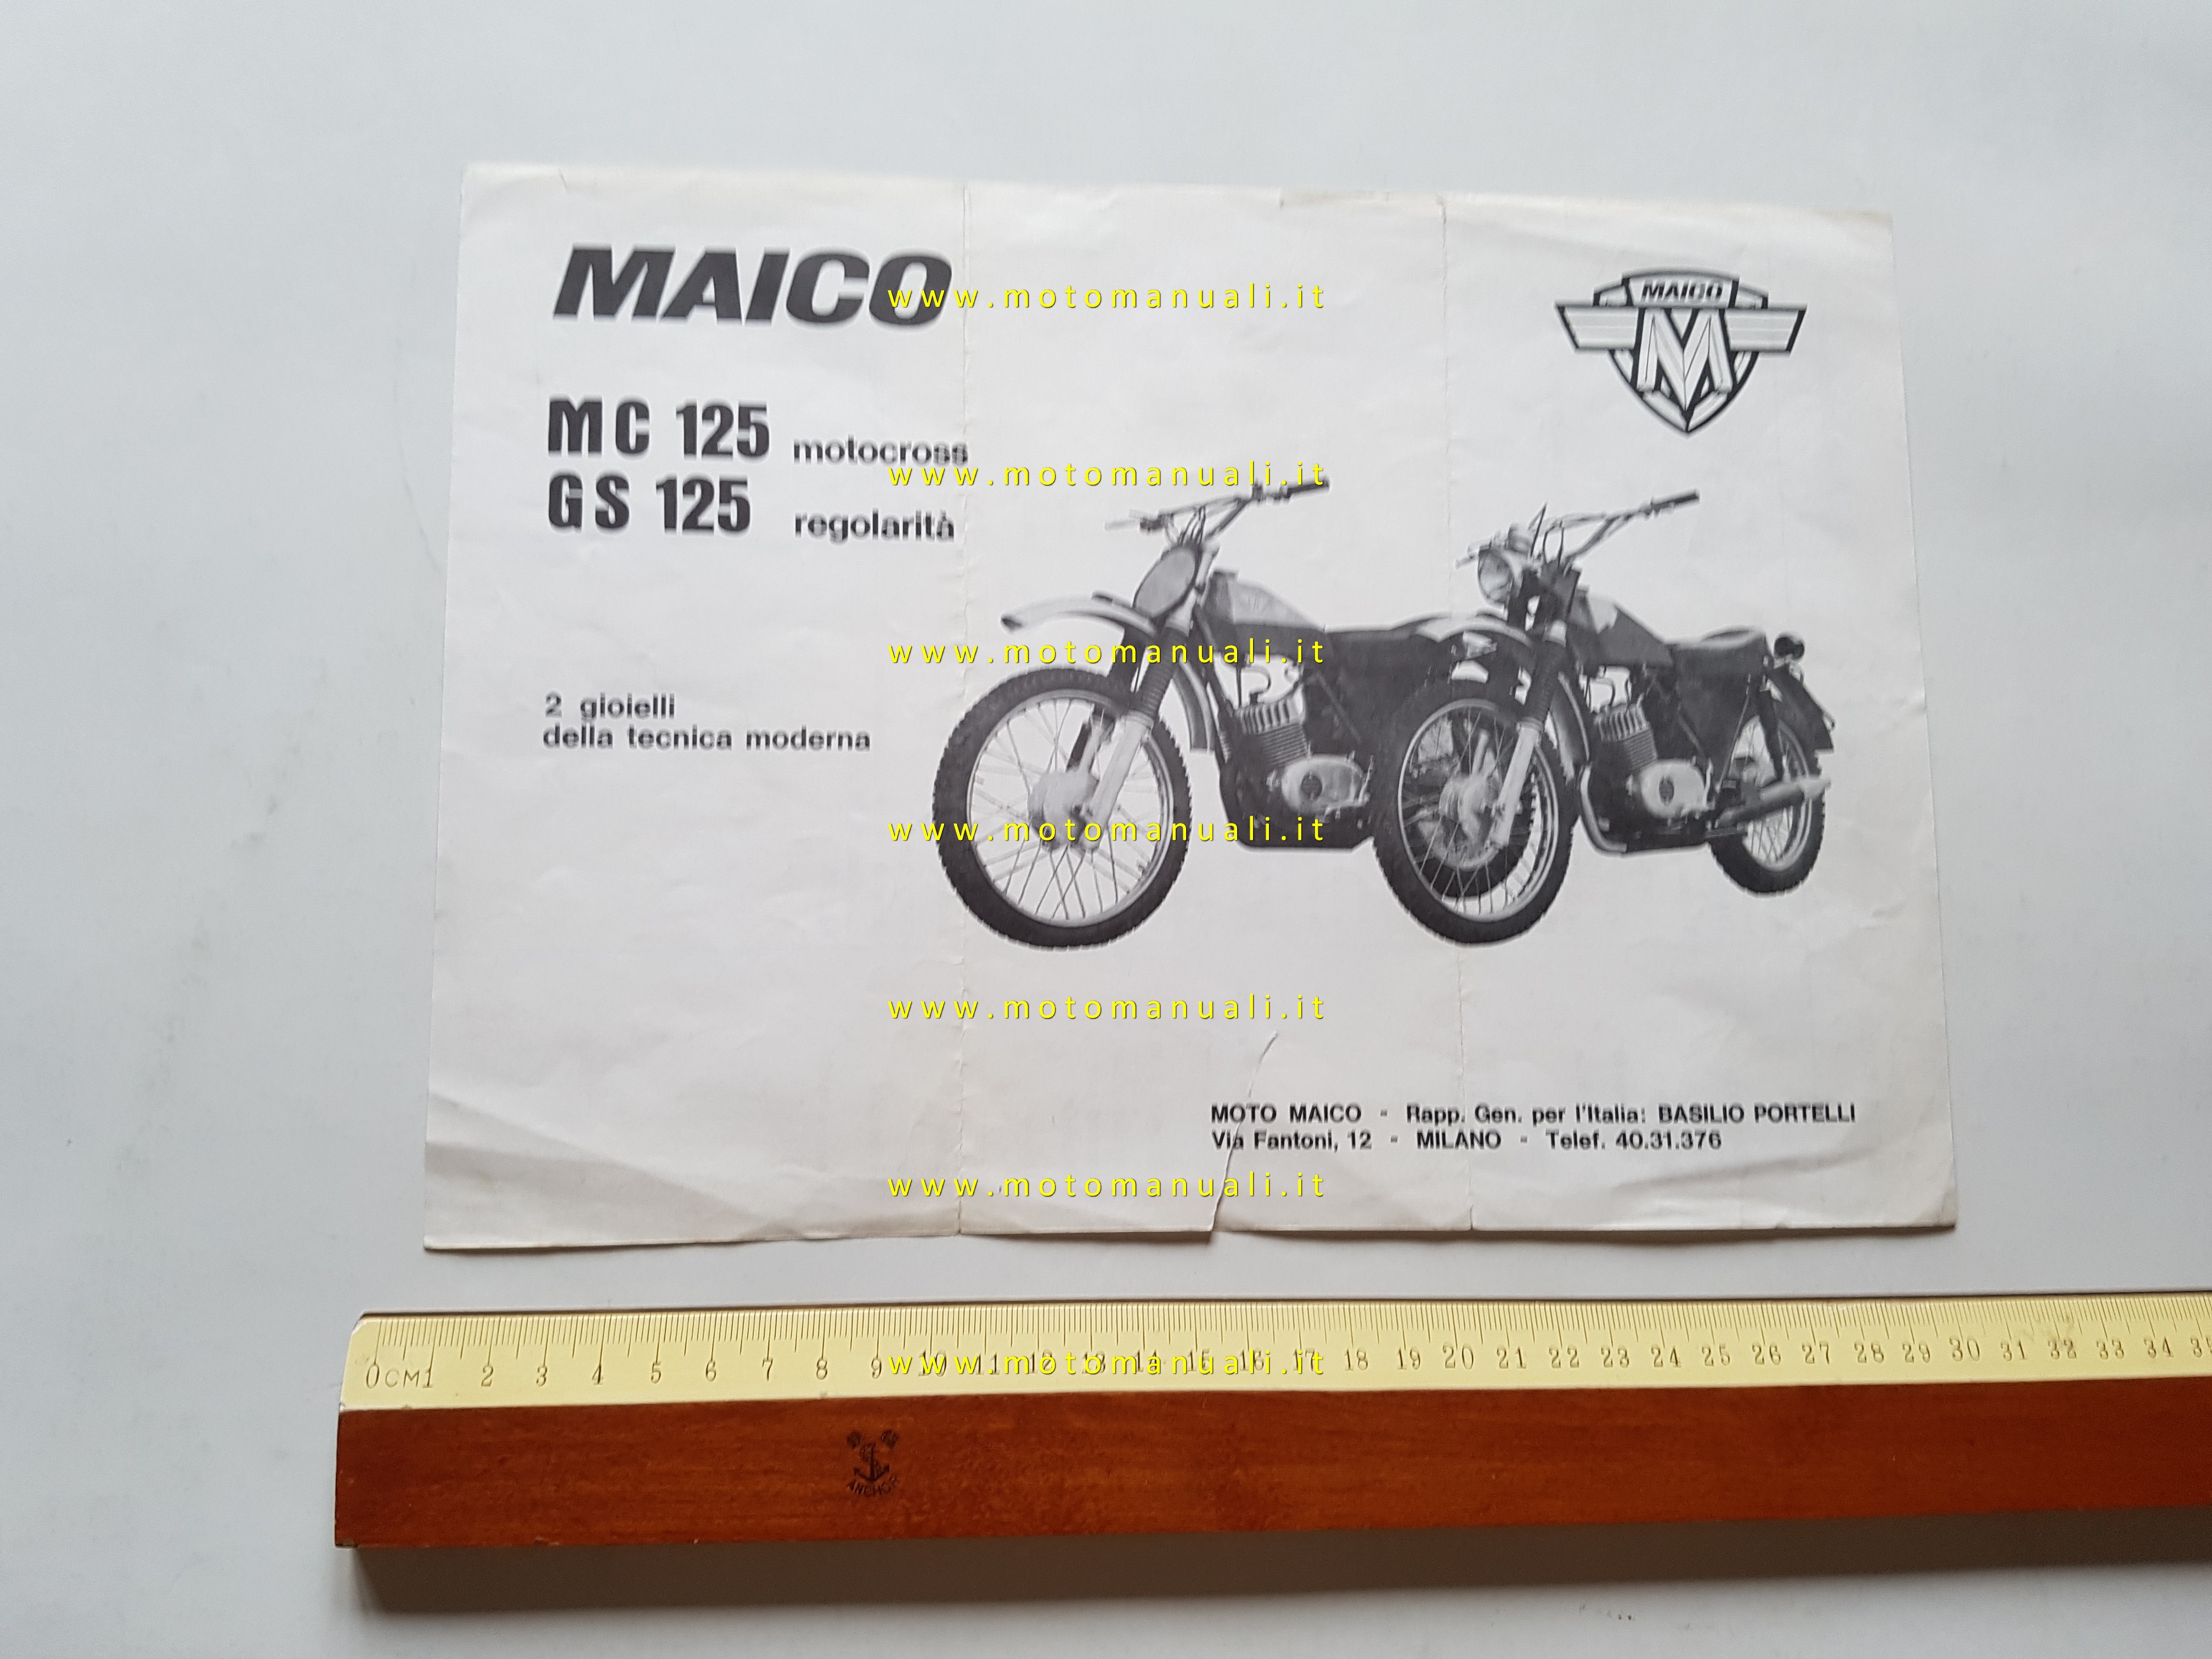 MAICO
MAICO
M
MC 125 motocross
GS 125 regolarità
2 gioielli
della tecnica moderna
MOTO MAICO - Rapp. Gen. per l'Italia: BASILIO PORTELLI
Via Fantoni, 12 - MILANO - Telef. 40.31.376
www.motomanuali.it
www.motomanuali.it
www.motomanuali.it
www.motomanuali.it
www.motomanuali.it
www.motomanuali.it
www.motomanuali.it
0CM1 2 3 4 5 6 7 8 9 10 11 12 13 14 15 16 17 18 19 20 21 22 23 24 25 26 27 28 29 30 31 32 33 34
ANCHOR